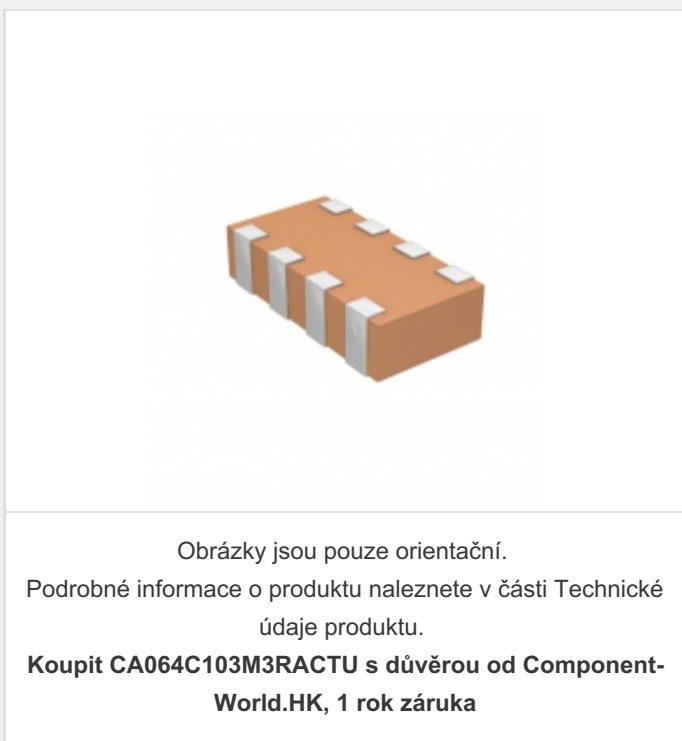 Obrázky jsou pouze orientační.
Podrobné informace o produktu naleznete v části Technické
údaje produktu.
Koupit CA064C103M3RACTU s důvěrou od Component-
World.HK, 1 rok záruka